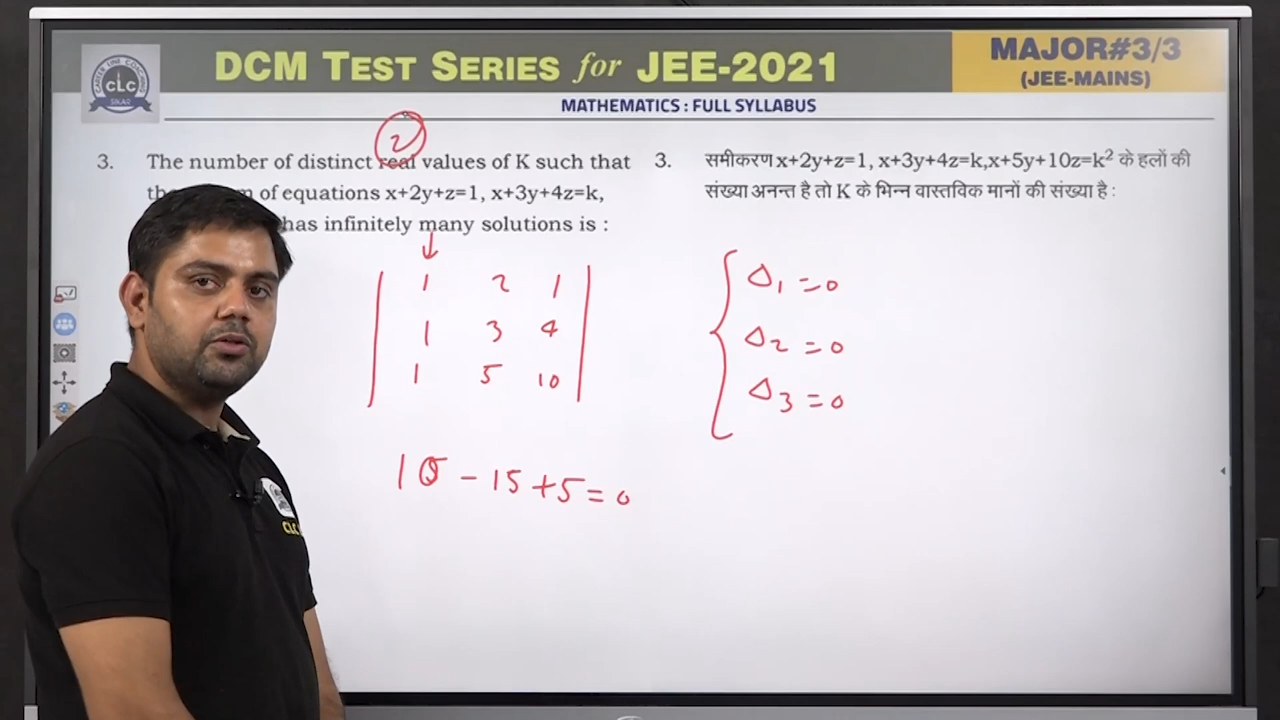 DCM TEST SERIES for JEE-2021
MAJOR#3/3
(JEE-MAINS)
CLC
SIKAR
MATHEMATICS : FULL SYLLABUS
2
3. The number of distinct real values of K such that
of equations x+2y+z=1, x+3y+4z=k,
has infinitely many solutions is :
3. समीकरण x+2y+z=1, x+3y+4z=k,x+5y+10z=k² के हलों की
संख्या अनन्त है तो K के भिन्न वास्तविक मानों की संख्या है :
1 2 1
1 3 4
1 5 10
Δ₁ = 0
Δ₂ = 0
Δ₃ = 0
10 - 15 + 5 = 0
CLC